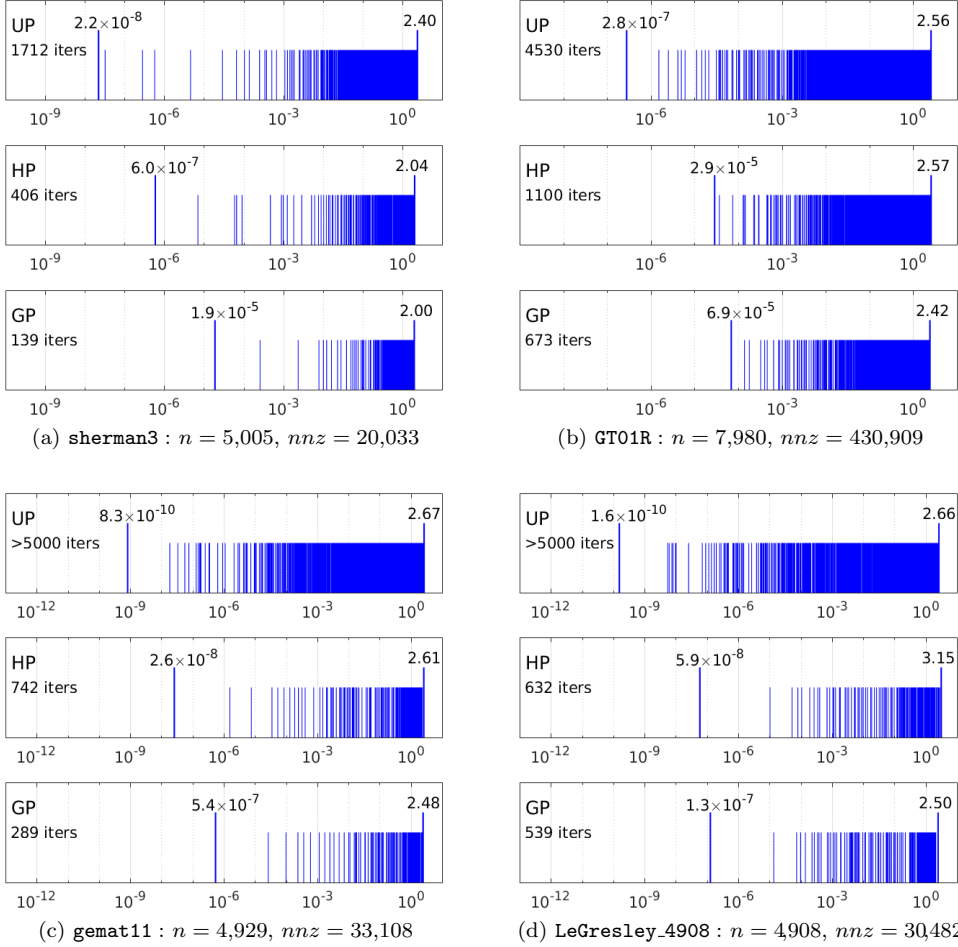 UP 2.2×10^-8 2.40
1712 iters
10^-9 10^-6 10^-3 10^0
HP 6.0×10^-7 2.04
406 iters
10^-9 10^-6 10^-3 10^0
GP 1.9×10^-5 2.00
139 iters
10^-9 10^-6 10^-3 10^0
(a) sherman3 : n = 5,005, nnz = 20,033
UP 2.8×10^-7 2.56
4530 iters
10^-6 10^-3 10^0
HP 2.9×10^-5 2.57
1100 iters
10^-6 10^-3 10^0
GP 6.9×10^-5 2.42
673 iters
10^-6 10^-3 10^0
(b) GT01R : n = 7,980, nnz = 430,909
UP 8.3×10^-10 2.67
>5000 iters
10^-12 10^-9 10^-6 10^-3 10^0
HP 2.6×10^-8 2.61
742 iters
10^-12 10^-9 10^-6 10^-3 10^0
GP 5.4×10^-7 2.48
289 iters
10^-12 10^-9 10^-6 10^-3 10^0
(c) gemat11 : n = 4,929, nnz = 33,108
UP 1.6×10^-10 2.66
>5000 iters
10^-12 10^-9 10^-6 10^-3 10^0
HP 5.9×10^-8 3.15
632 iters
10^-12 10^-9 10^-6 10^-3 10^0
GP 1.3×10^-7 2.50
539 iters
10^-12 10^-9 10^-6 10^-3 10^0
(d) LeGresley_4908 : n = 4,908, nnz = 30,482